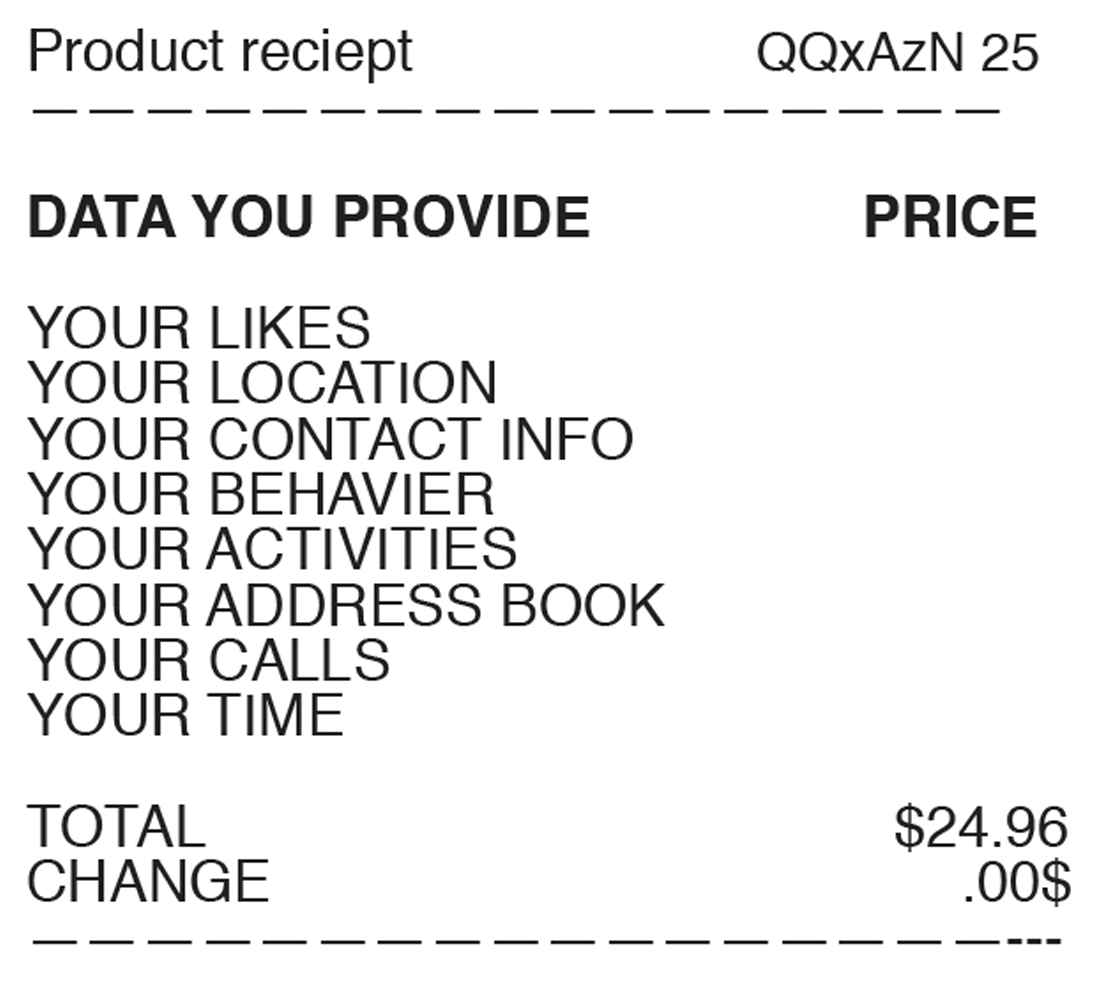 Product reciept QQxAzN 25
— — — — — — — — — — — — — — — — —
DATA YOU PROVIDE PRICE
YOUR LIKES
YOUR LOCATION
YOUR CONTACT INFO
YOUR BEHAVIER
YOUR ACTIVITIES
YOUR ADDRESS BOOK
YOUR CALLS
YOUR TIME
TOTAL $24.96
CHANGE .00$
— — — — — — — — — — — — — — — — —---